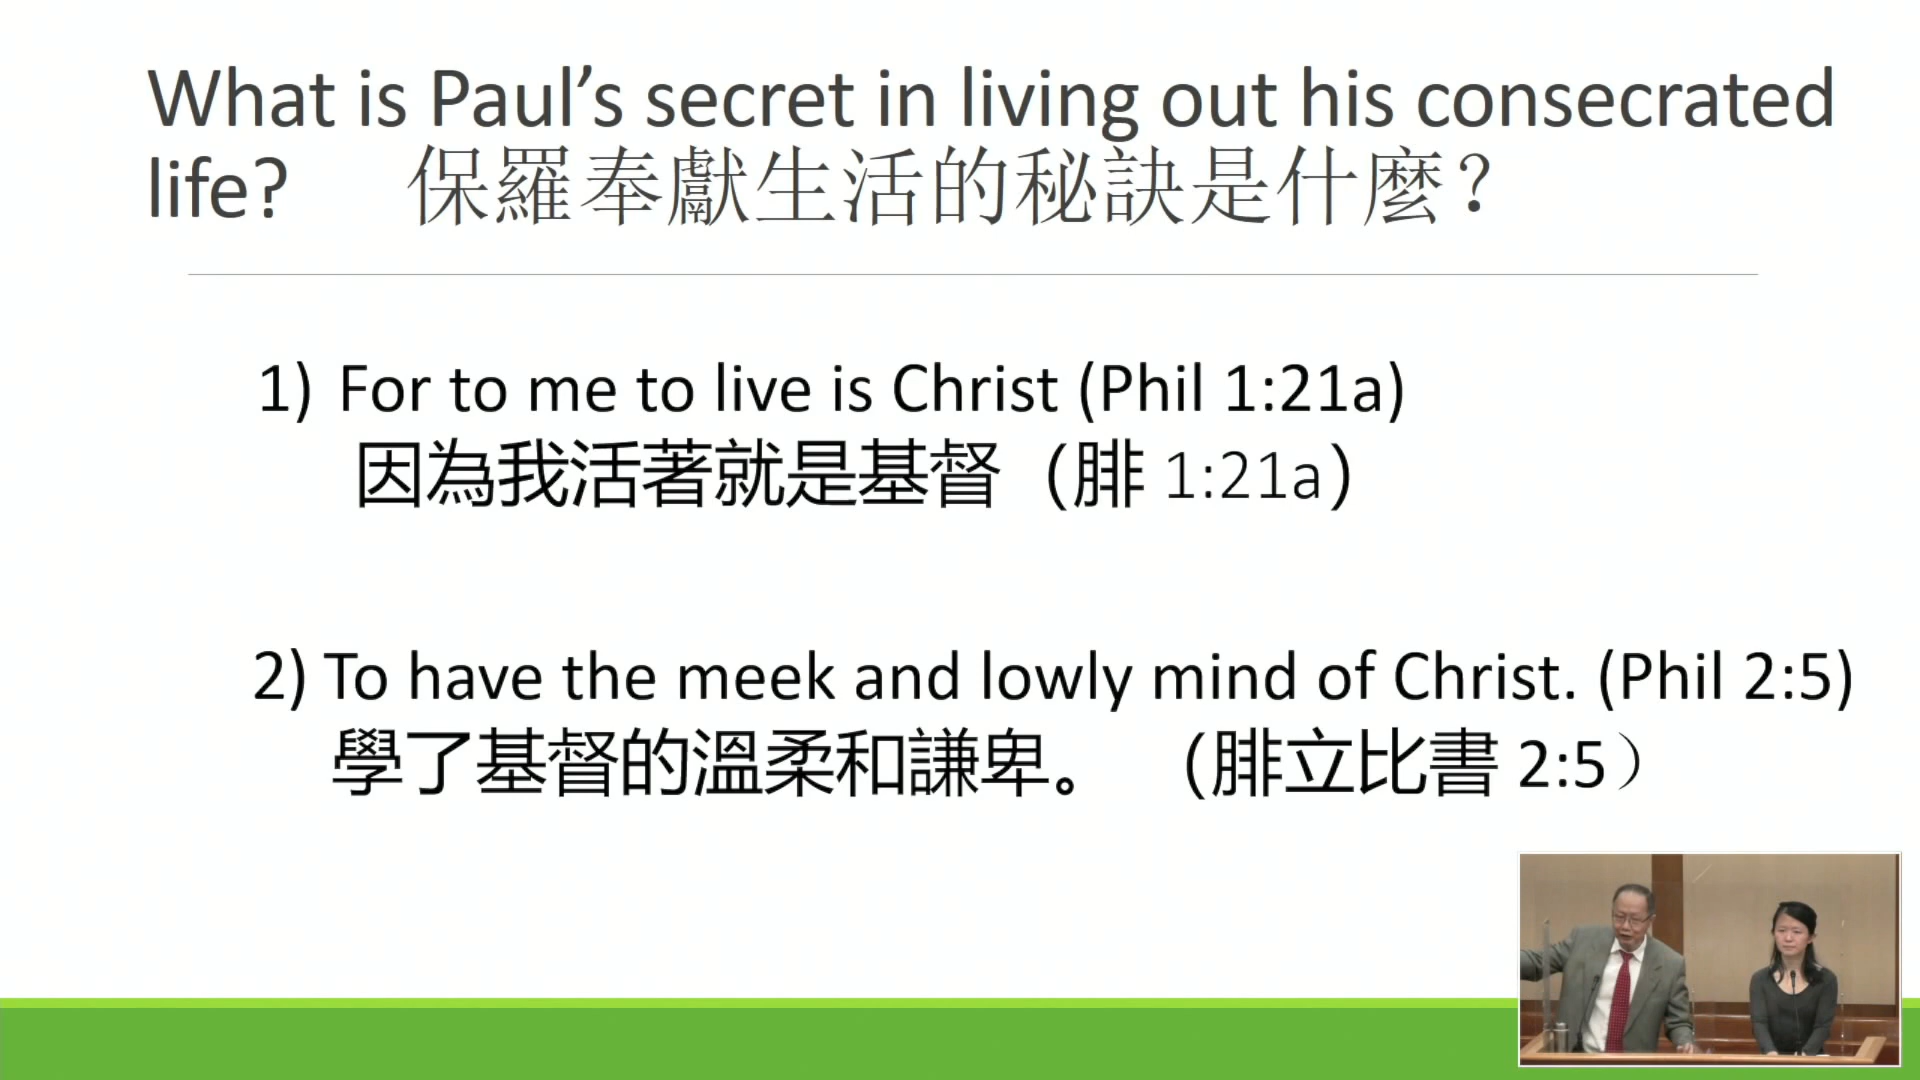 What is Paul’s secret in living out his consecrated
life? 保羅奉獻生活的秘訣是什麼？
1) For to me to live is Christ (Phil 1:21a)
因為我活著就是基督（腓 1:21a）
2) To have the meek and lowly mind of Christ. (Phil 2:5)
學了基督的溫柔和謙卑。 （腓立比書 2:5）